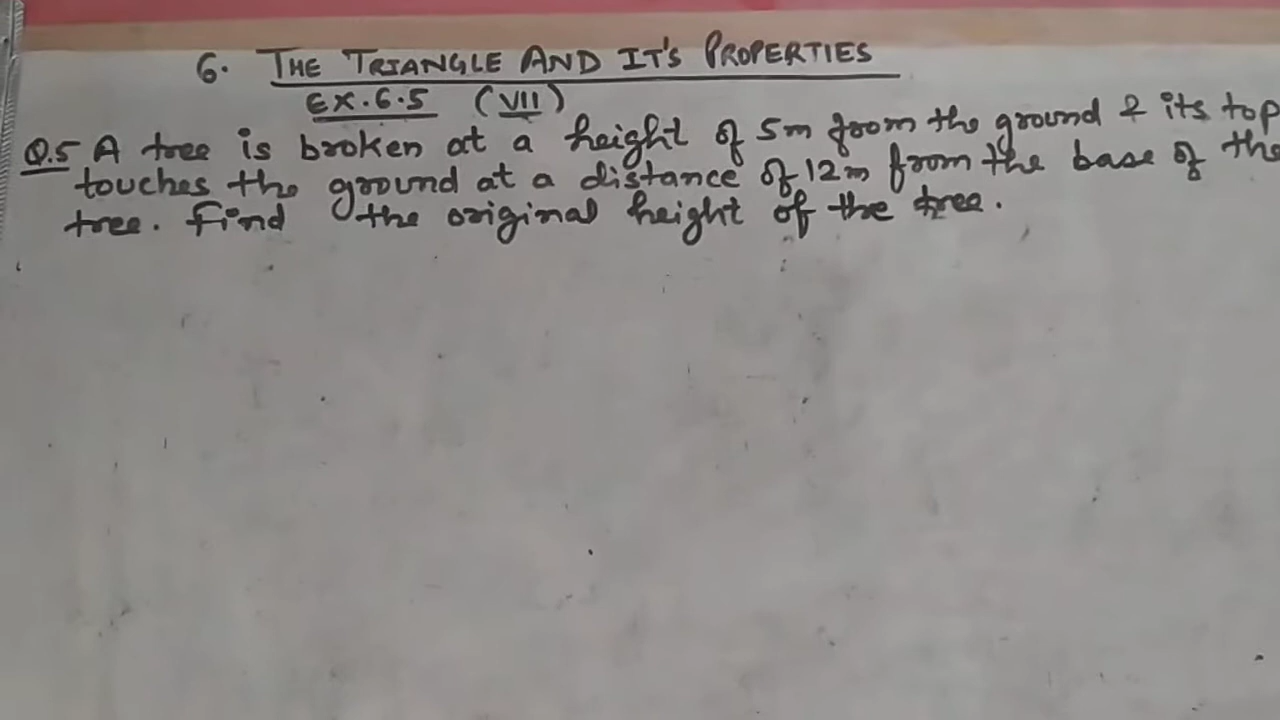 6. THE TRIANGLE AND IT'S PROPERTIES
EX.6.5 (VII)
Q.5 A tree is broken at a height of 5m from the ground & its top
touches the ground at a distance of 12m from the base of the
tree. Find the original height of the tree.